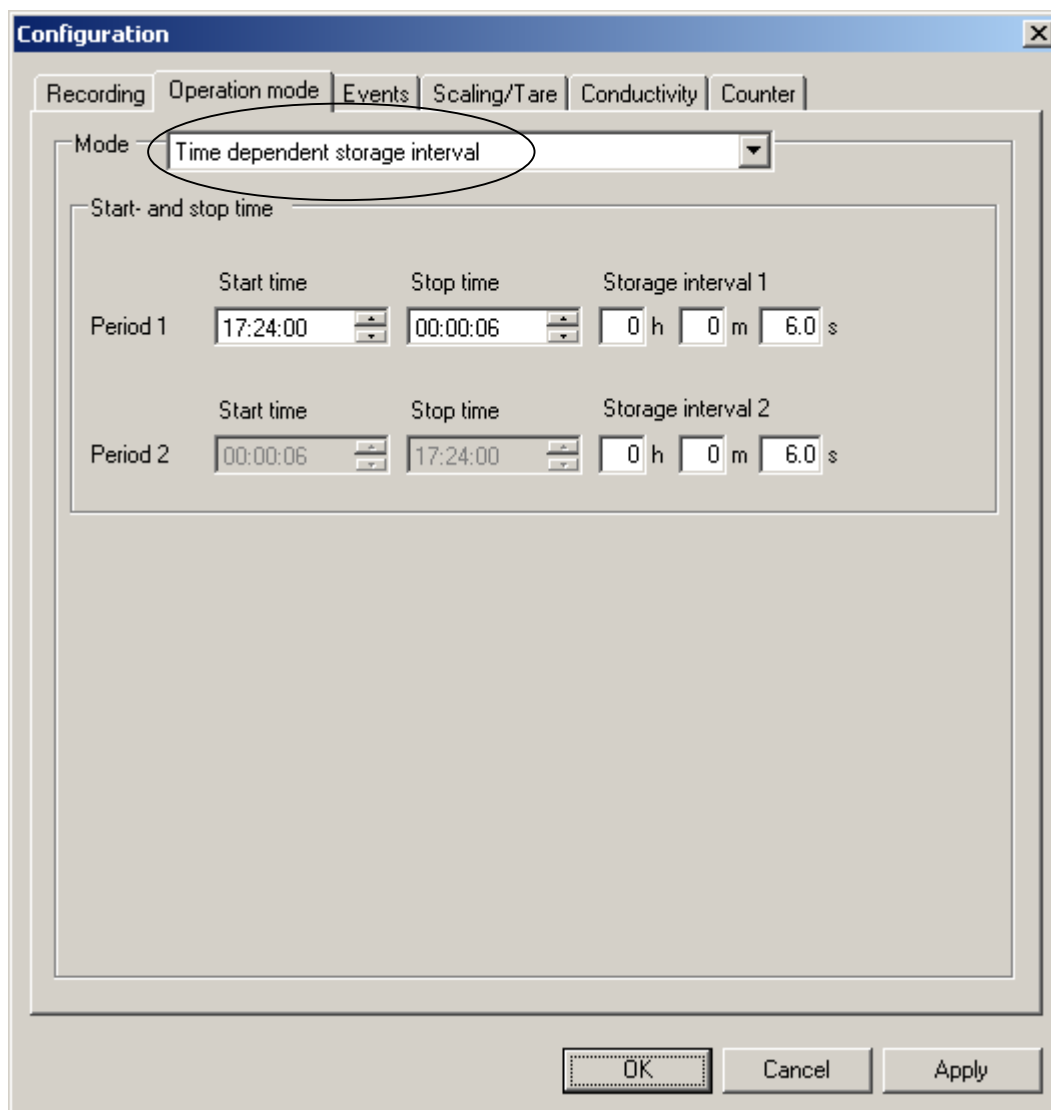 Configuration
Recording Operation mode Events Scaling/Tare Conductivity Counter
Mode Time dependent storage interval
Start- and stop time
Start time Stop time Storage interval 1
Period 1 17:24:00 00:00:06 0 h 0 m 6.0 s
Start time Stop time Storage interval 2
Period 2 00:00:06 17:24:00 0 h 0 m 6.0 s
OK Cancel Apply